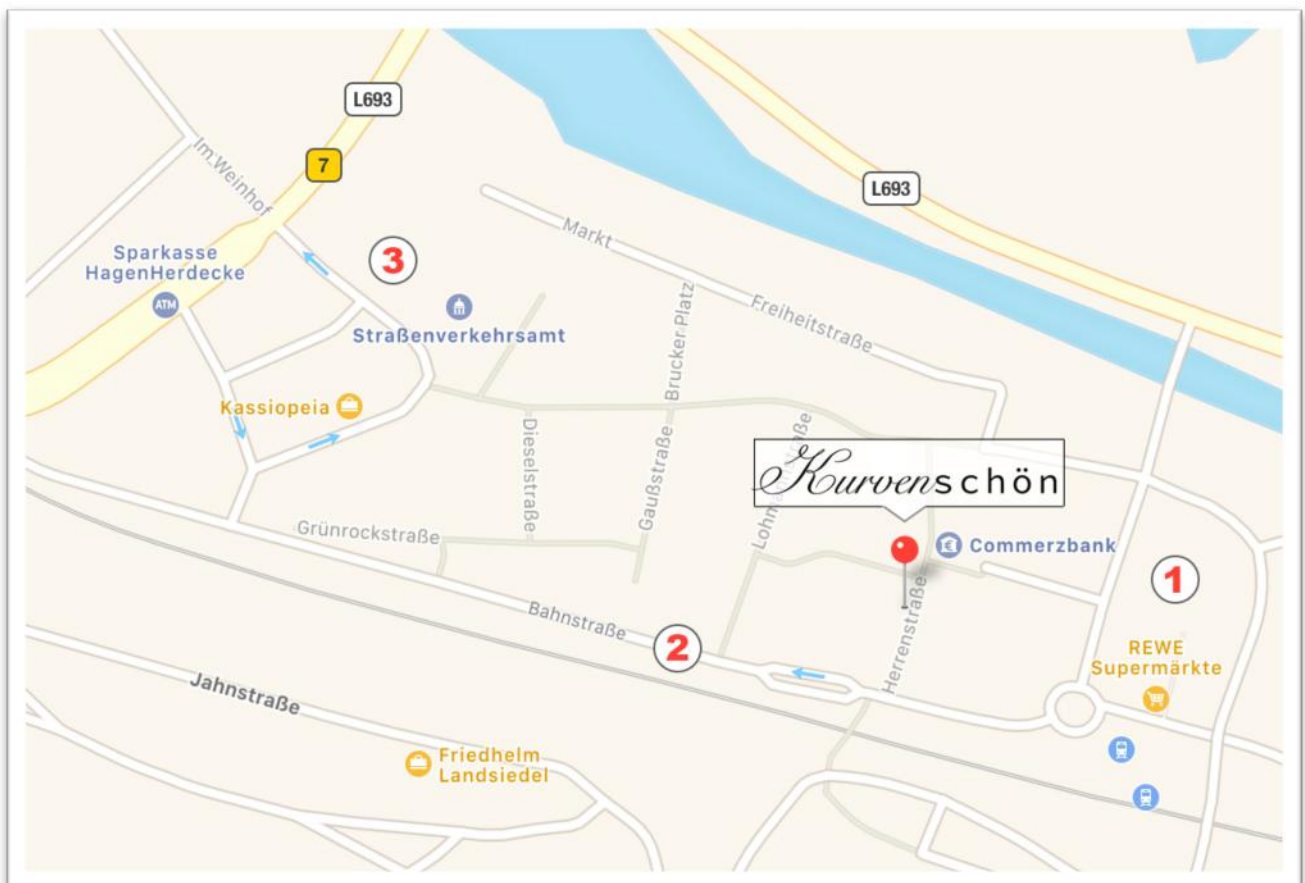 L693
7
Im Weinhof
L693
3
Markt
Sparkasse
HagenHerdecke
ATM
Straßenverkehrsamt
Brucker Platz
Freiheitstraße
Kassiopeia
Dieselstraße
Gaußstraße
Kurvenschön
Grünrockstraße
Commerzbank
1
Bahnstraße
2
Herrenstraße
REWE
Supermärkte
Jahnstraße
Friedhelm
Landsiedel